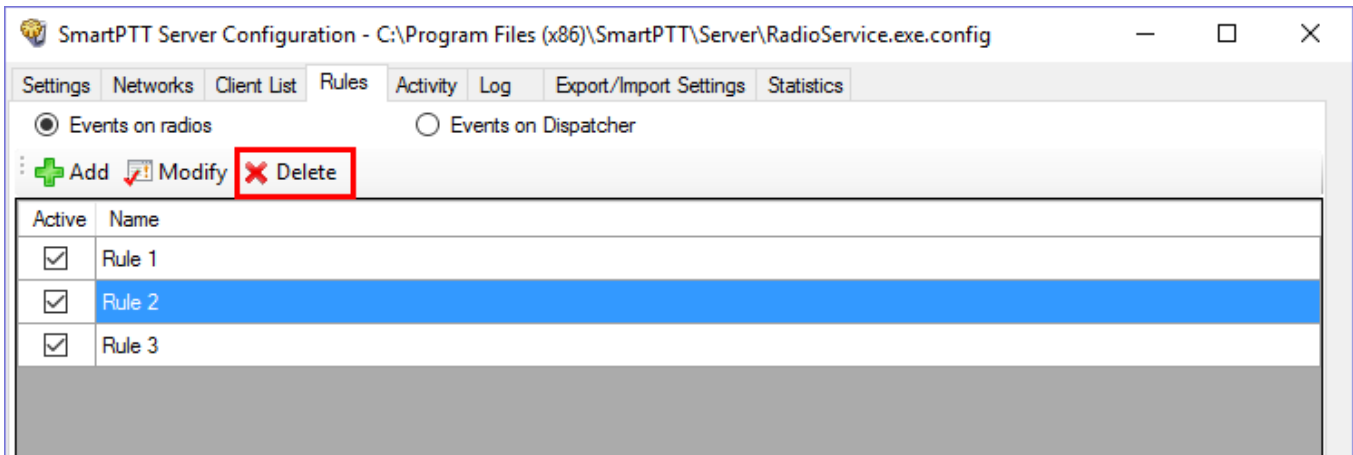 SmartPTT Server Configuration - C:\Program Files (x86)\SmartPTT\Server\RadioService.exe.config
Settings Networks Client List Rules Activity Log Export/Import Settings Statistics
Events on radios Events on Dispatcher
Add Modify Delete
Active Name
Rule 1
Rule 2
Rule 3